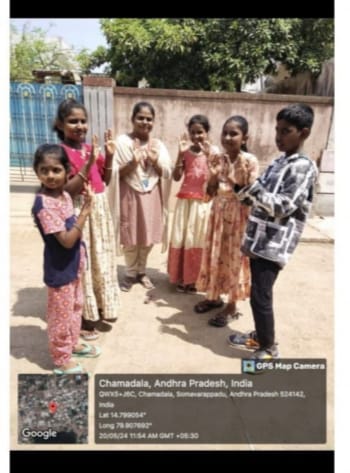 GPS Map Camera
Chamadala, Andhra Pradesh, India
QWX5+J6C, Chamadala, Somavarappadu, Andhra Pradesh 524142,
India
Lat 14.799054°
Long 79.907692°
20/05/24 11:54 AM GMT +05:30
Google